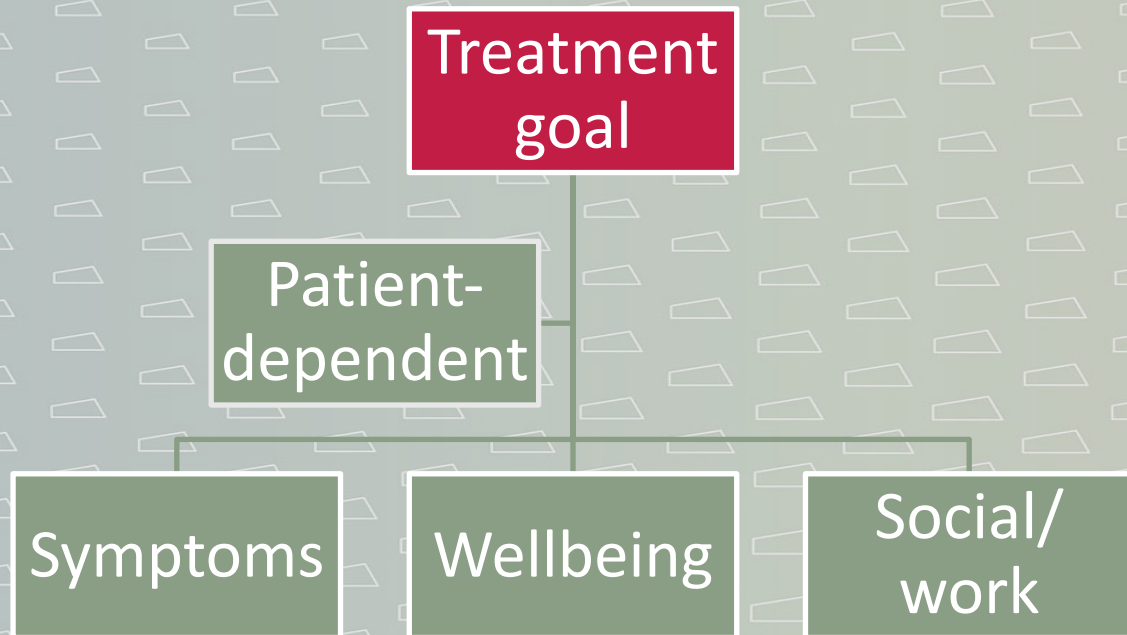 Treatment
goal
Patient-
dependent
Symptoms
Wellbeing
Social/
work